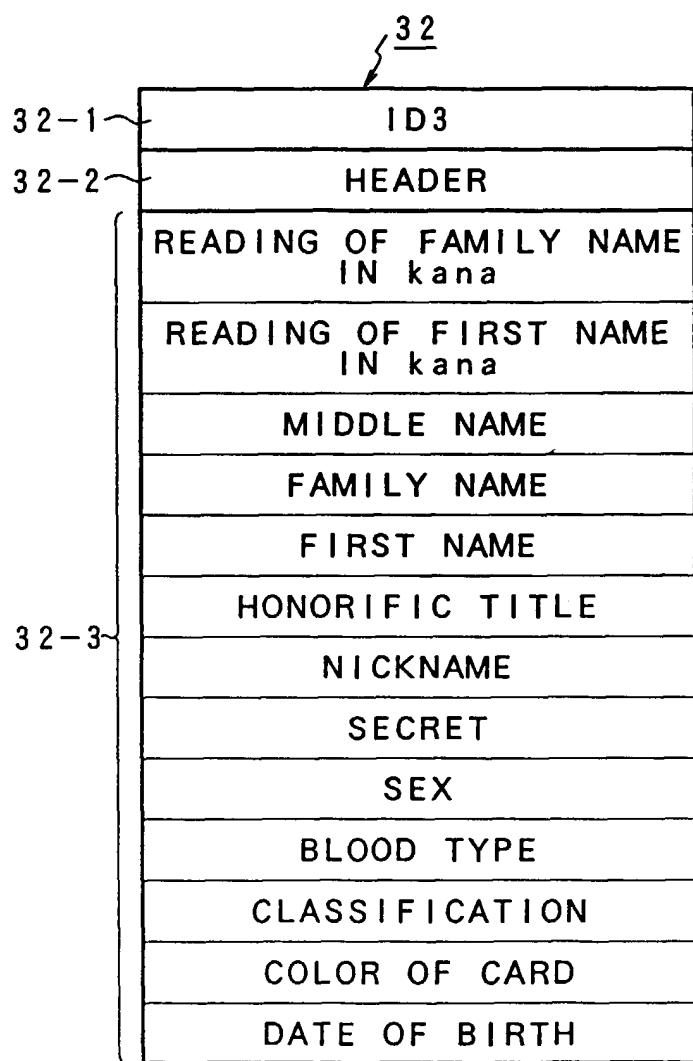 32
32-1 ID3
32-2 HEADER
READING OF FAMILY NAME
IN kana
READING OF FIRST NAME
IN kana
MIDDLE NAME
FAMILY NAME
FIRST NAME
HONORIFIC TITLE
32-3
NICKNAME
SECRET
SEX
BLOOD TYPE
CLASSIFICATION
COLOR OF CARD
DATE OF BIRTH